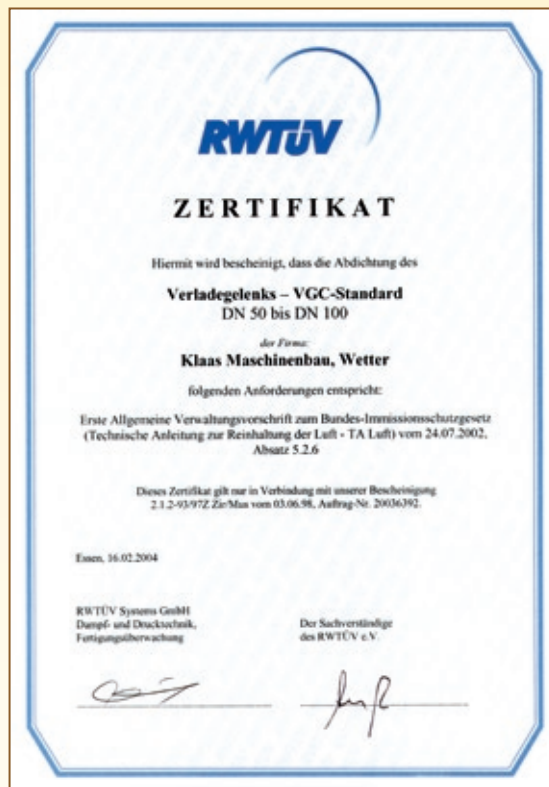 RWTÜV
ZERTIFIKAT
Hiermit wird bescheinigt, dass die Abdichtung des
Verladegelenks – VGC-Standard
DN 50 bis DN 100
der Firma:
Klaas Maschinenbau, Wetter
folgenden Anforderungen entspricht:
Erste Allgemeine Verwaltungsvorschrift zum Bundes-Immissionsschutzgesetz
(Technische Anleitung zur Reinhaltung der Luft - TA Luft) vom 24.07.2002,
Absatz 5.2.6
Dieses Zertifikat gilt nur in Verbindung mit unserer Bescheinigung
2.1.2-93/97Z Zir/Mus vom 03.06.98, Auftrag-Nr. 20036392.
Essen, 16.02.2004
RWTÜV Systems GmbH
Dampf- und Drucktechnik,
Fertigungsüberwachung
Der Sachverständige
des RWTÜV e.V.